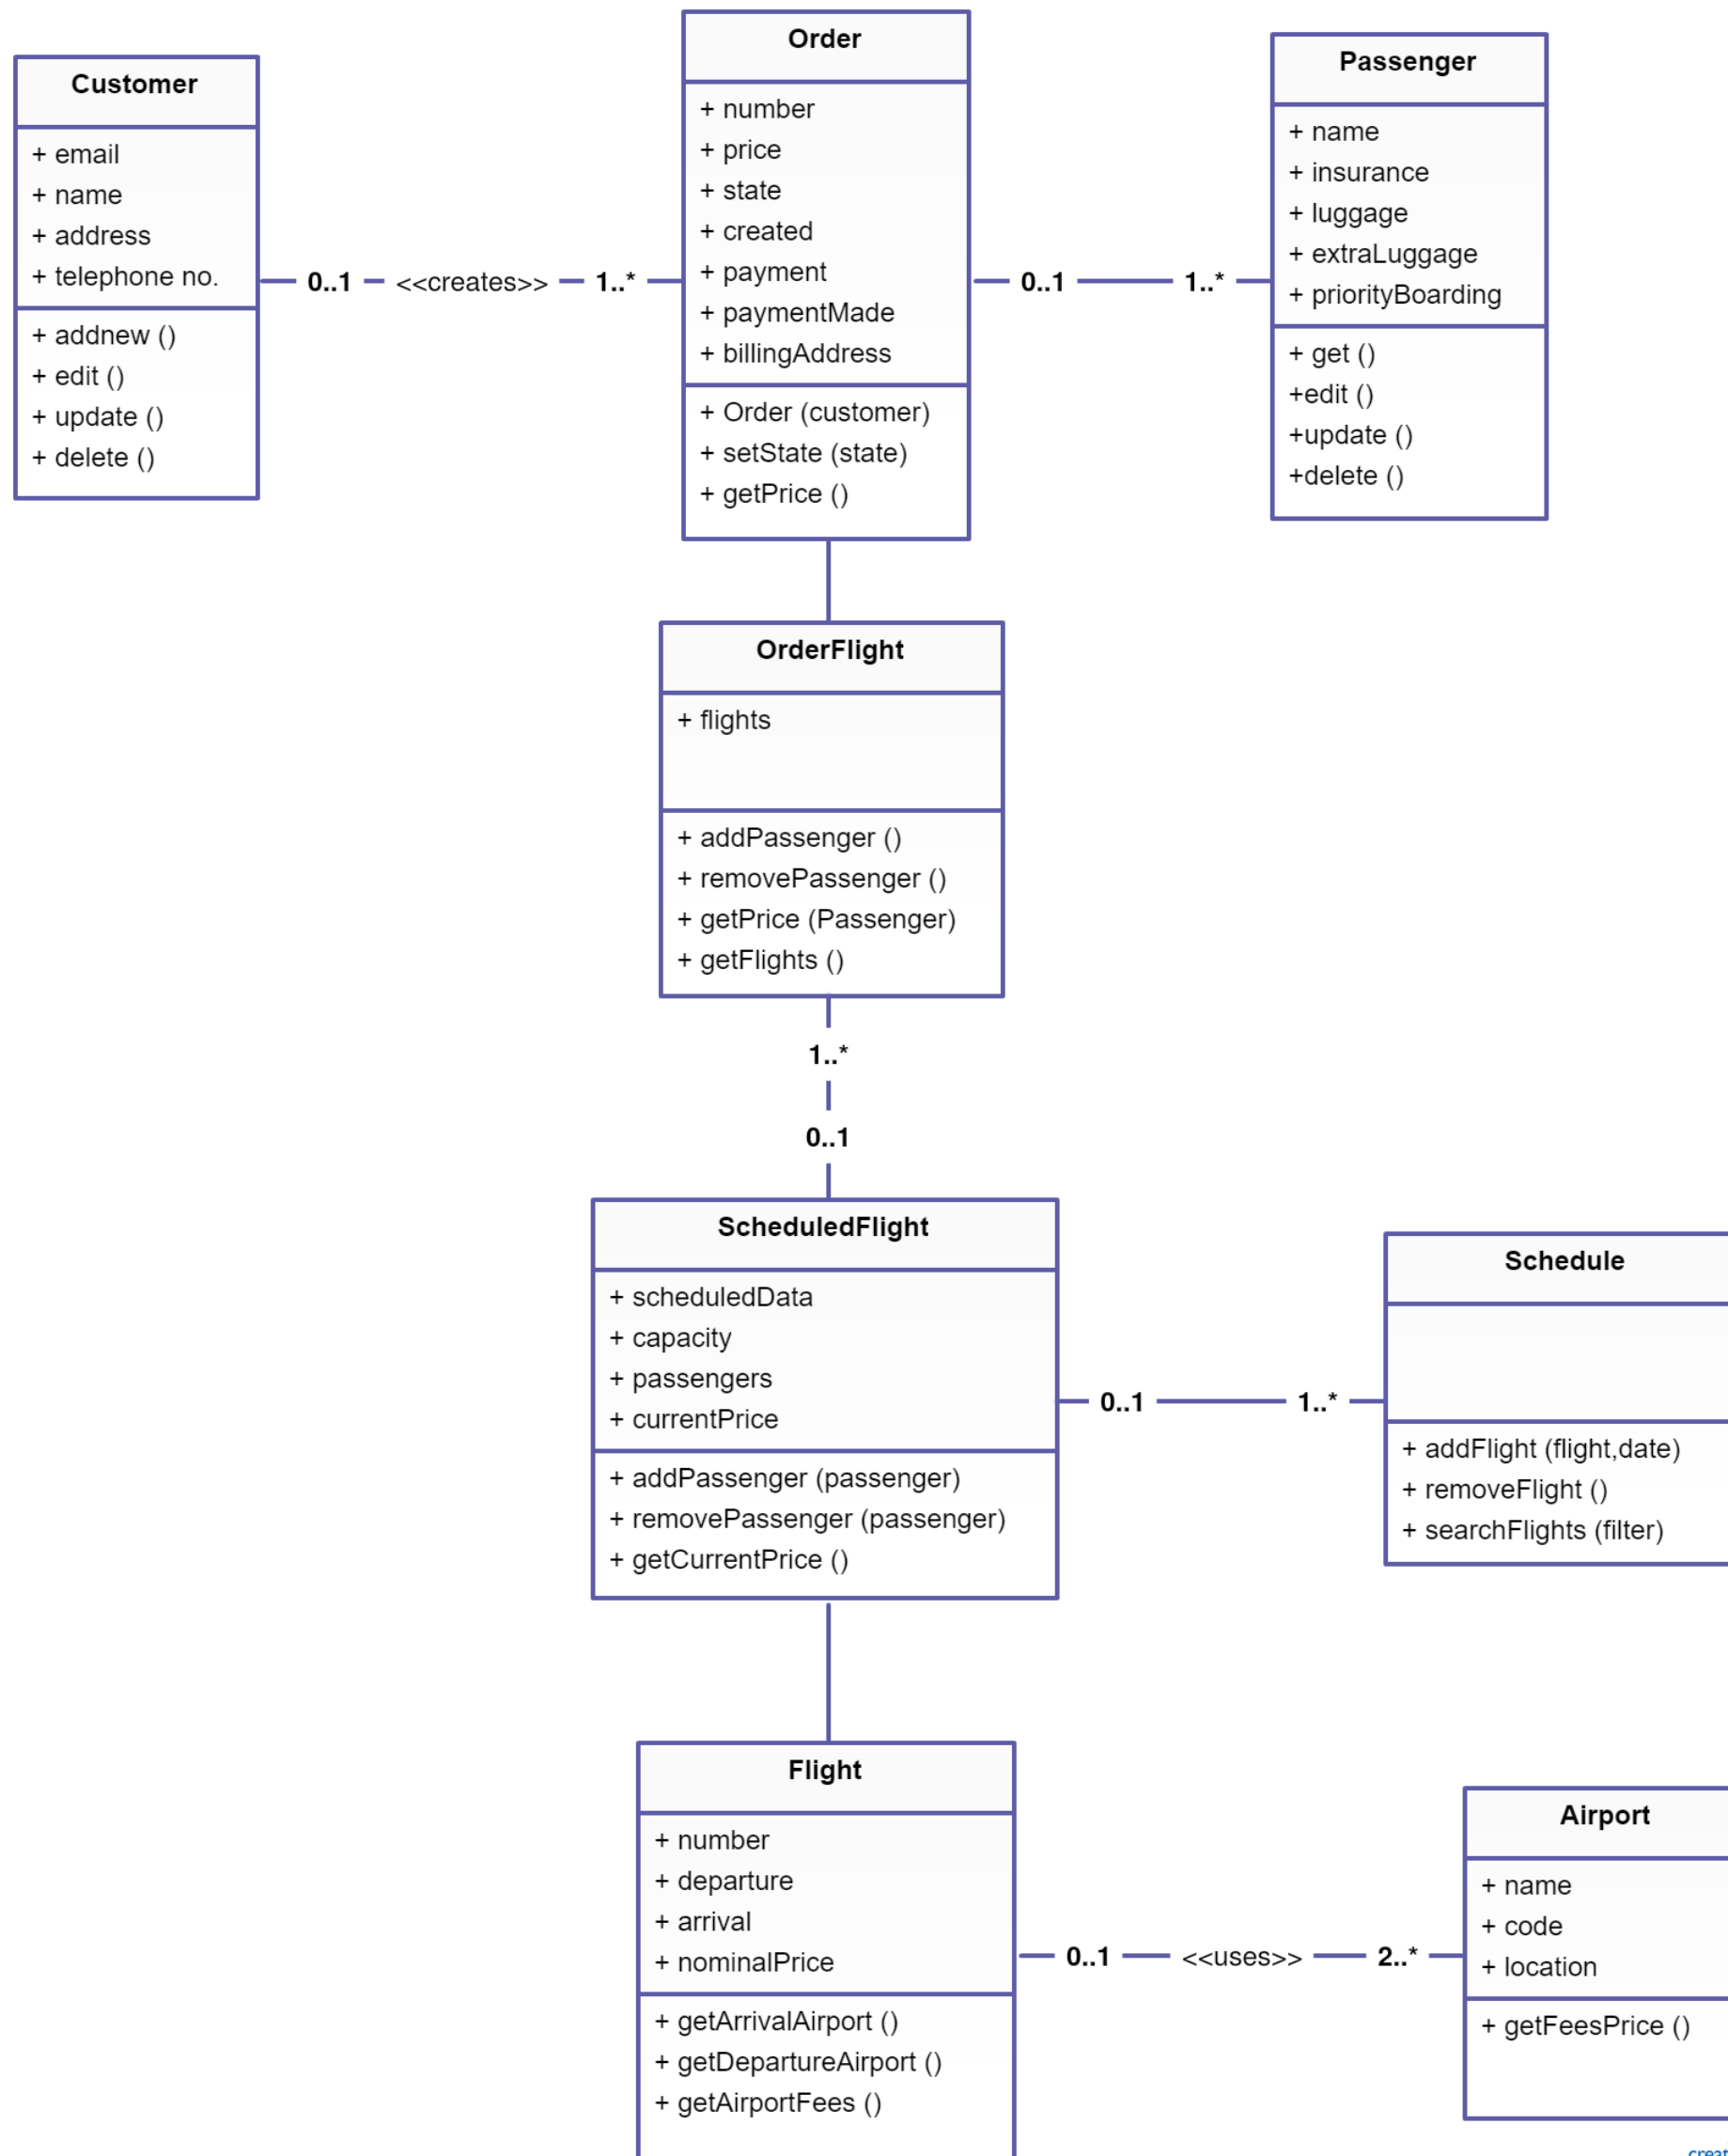 Customer
+ email
+ name
+ address
+ telephone no.
+ addnew ()
+ edit ()
+ update ()
+ delete ()
0..1
<<creates>>
1..*
Order
+ number
+ price
+ state
+ created
+ payment
+ paymentMade
+ billingAddress
+ Order (customer)
+ setState (state)
+ getPrice ()
0..1
1..*
Passenger
+ name
+ insurance
+ luggage
+ extraLuggage
+ priorityBoarding
+ get ()
+edit ()
+update ()
+delete ()
OrderFlight
+ flights
+ addPassenger ()
+ removePassenger ()
+ getPrice (Passenger)
+ getFlights ()
1..*
0..1
ScheduledFlight
+ scheduledData
+ capacity
+ passengers
+ currentPrice
+ addPassenger (passenger)
+ removePassenger (passenger)
+ getCurrentPrice ()
0..1
1..*
Schedule
+ addFlight (flight,date)
+ removeFlight ()
+ searchFlights (filter)
Flight
+ number
+ departure
+ arrival
+ nominalPrice
+ getArrivalAirport ()
+ getDepartureAirport ()
+ getAirportFees ()
0..1
<<uses>>
2..*
Airport
+ name
+ code
+ location
+ getFeesPrice ()